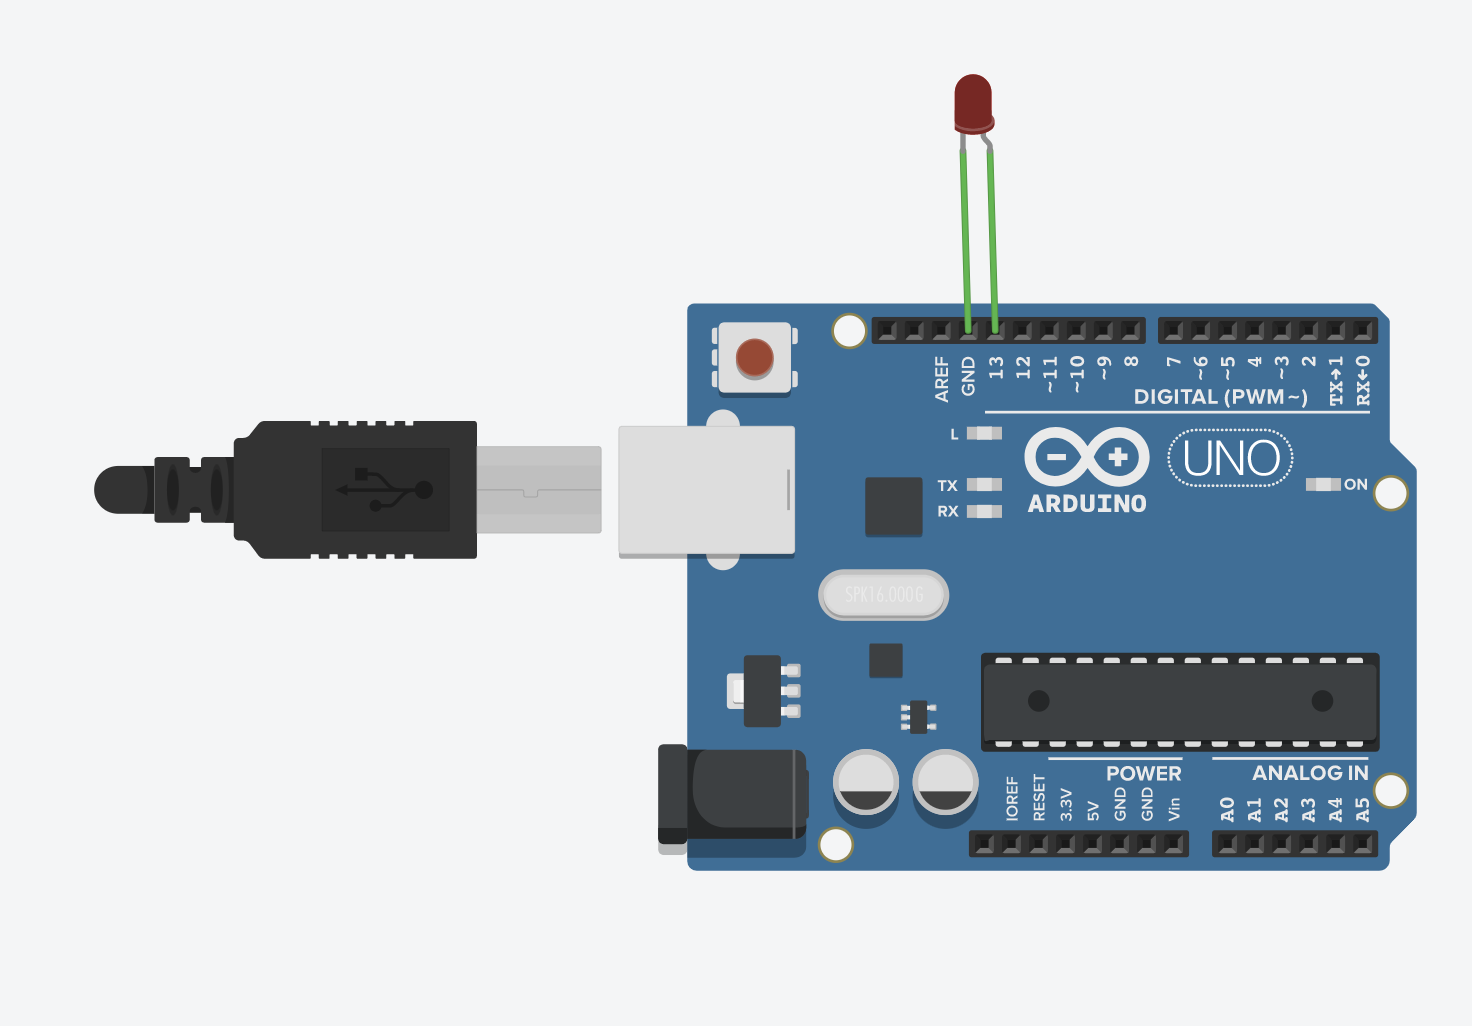 AREF
GND
13
12
~11
~10
~9
8
7
~6
~5
4
~3
2
TX→1
RX←0
DIGITAL (PWM~)
L
TX
RX
ARDUINO
UNO
ON
SPK16.000G
POWER
ANALOG IN
IOREF
RESET
3.3V
5V
GND
GND
Vin
A0
A1
A2
A3
A4
A5